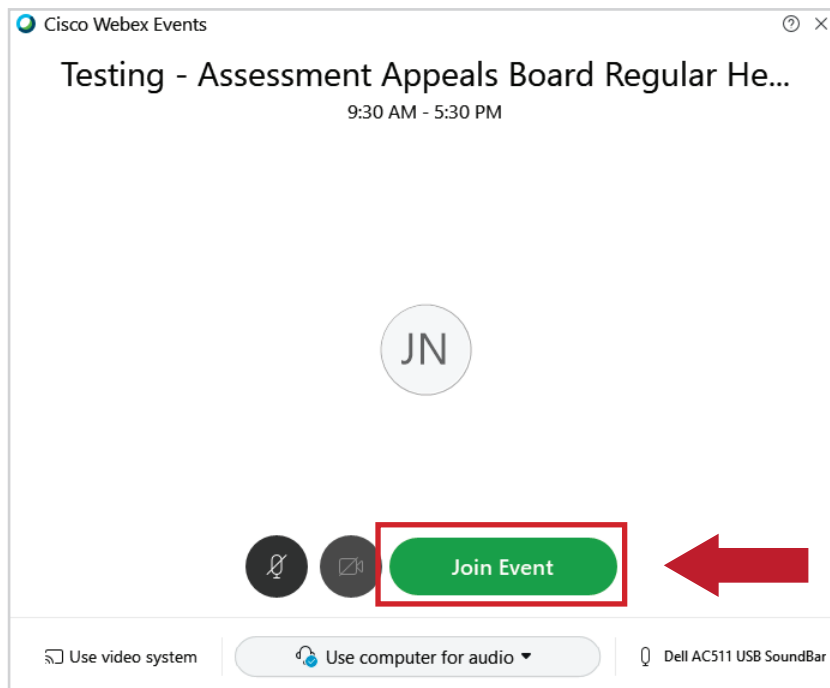 Cisco Webex Events
Testing - Assessment Appeals Board Regular He...
9:30 AM - 5:30 PM
JN
Join Event
Use video system
Use computer for audio
Dell AC511 USB SoundBar